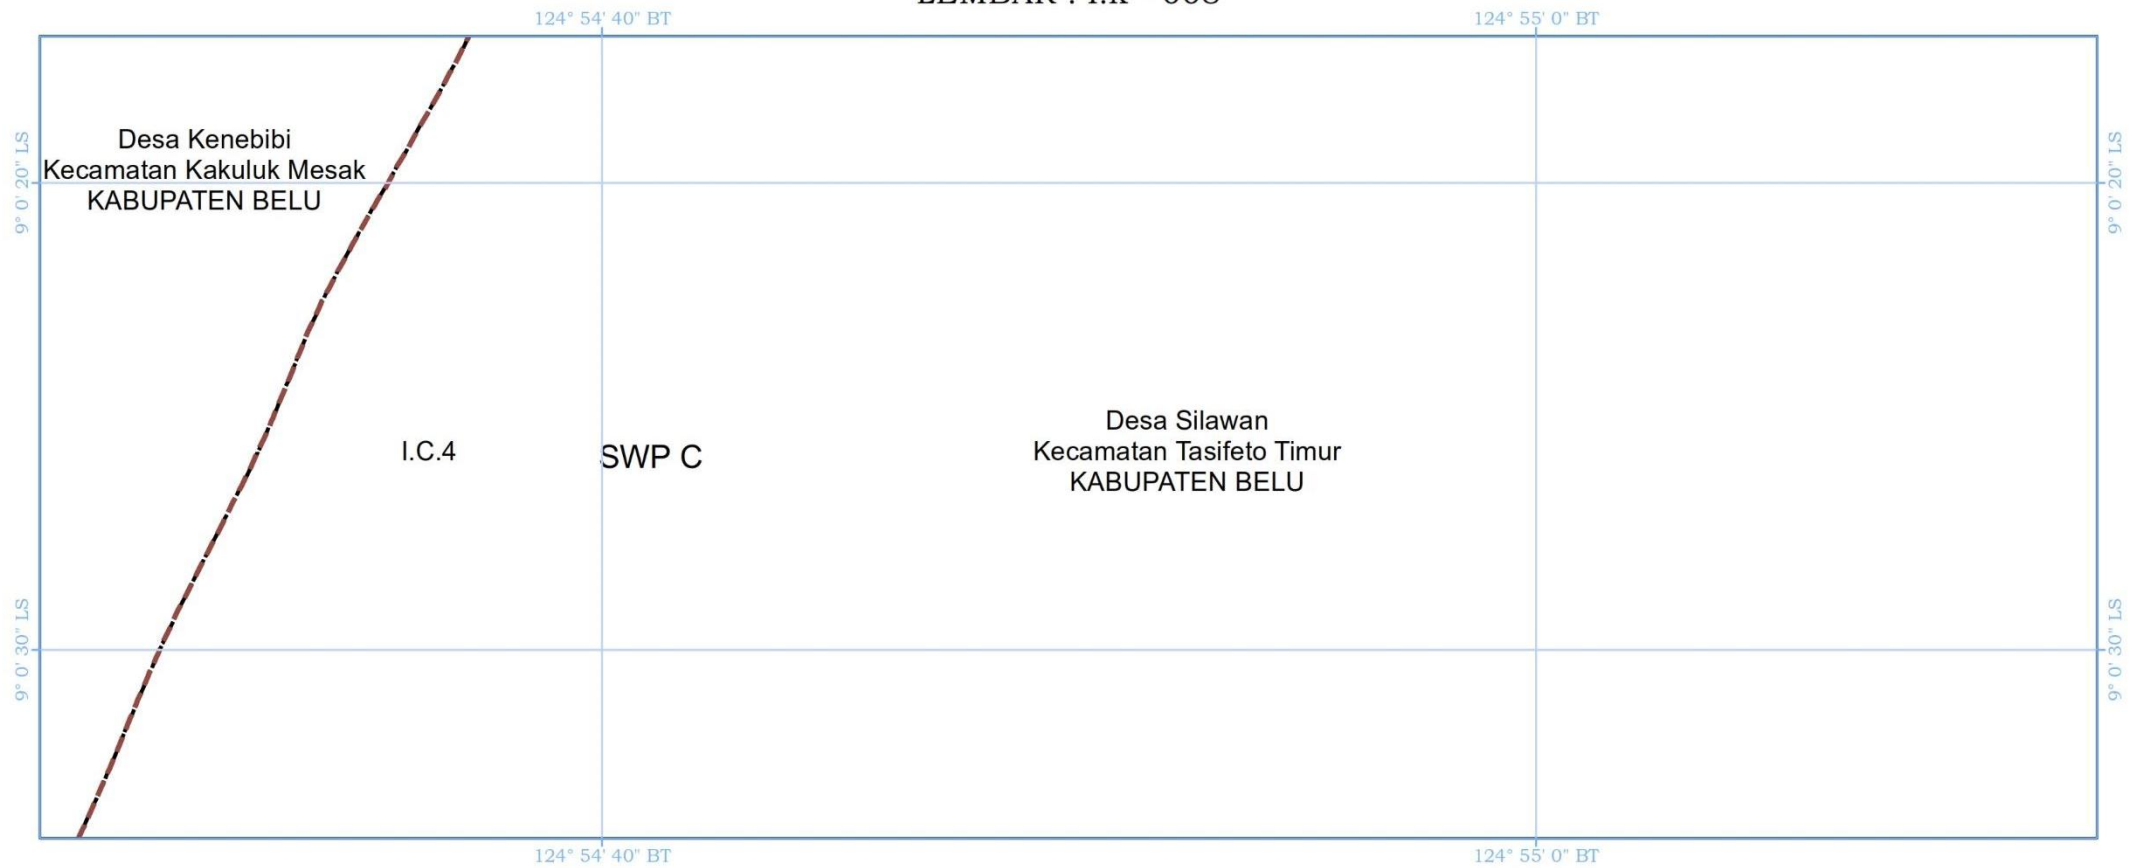 124° 54' 40" BT
124° 55' 0" BT
9° 0' 20" LS
9° 0' 20" LS
Desa Kenebibi
Kecamatan Kakuluk Mesak
KABUPATEN BELU
I.C.4
SWP C
Desa Silawan
Kecamatan Tasifeto Timur
KABUPATEN BELU
9° 0' 30" LS
9° 0' 30" LS
124° 54' 40" BT
124° 55' 0" BT